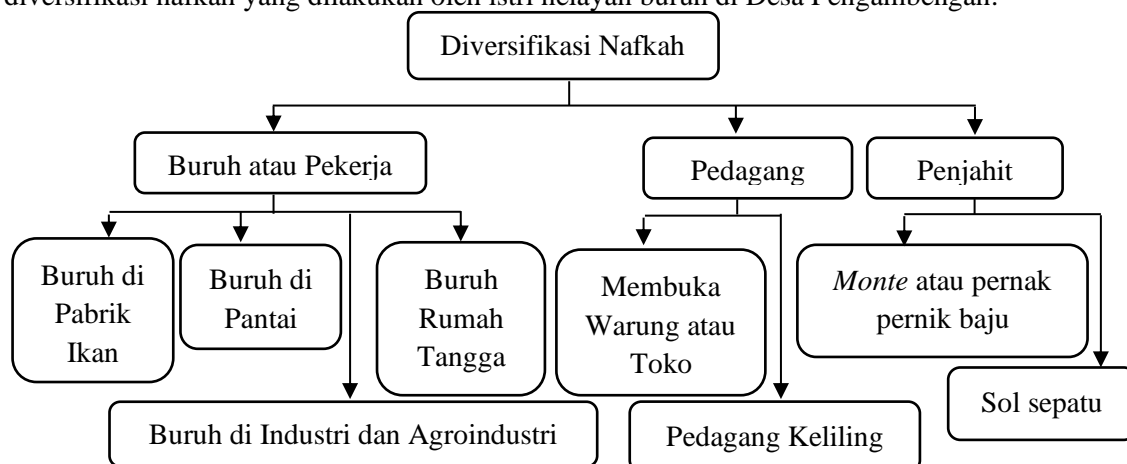 diversifikasi nafkah yang dilakukan oleh istri nelayan buruh di Desa Pengambengan.
Diversifikasi Nafkah
Buruh atau Pekerja
Pedagang
Penjahit
Buruh di
Pabrik
Ikan
Buruh di
Pantai
Buruh
Rumah
Tangga
Membuka
Warung atau
Toko
Monte atau pernak
pernik baju
Sol sepatu
Buruh di Industri dan Agroindustri
Pedagang Keliling